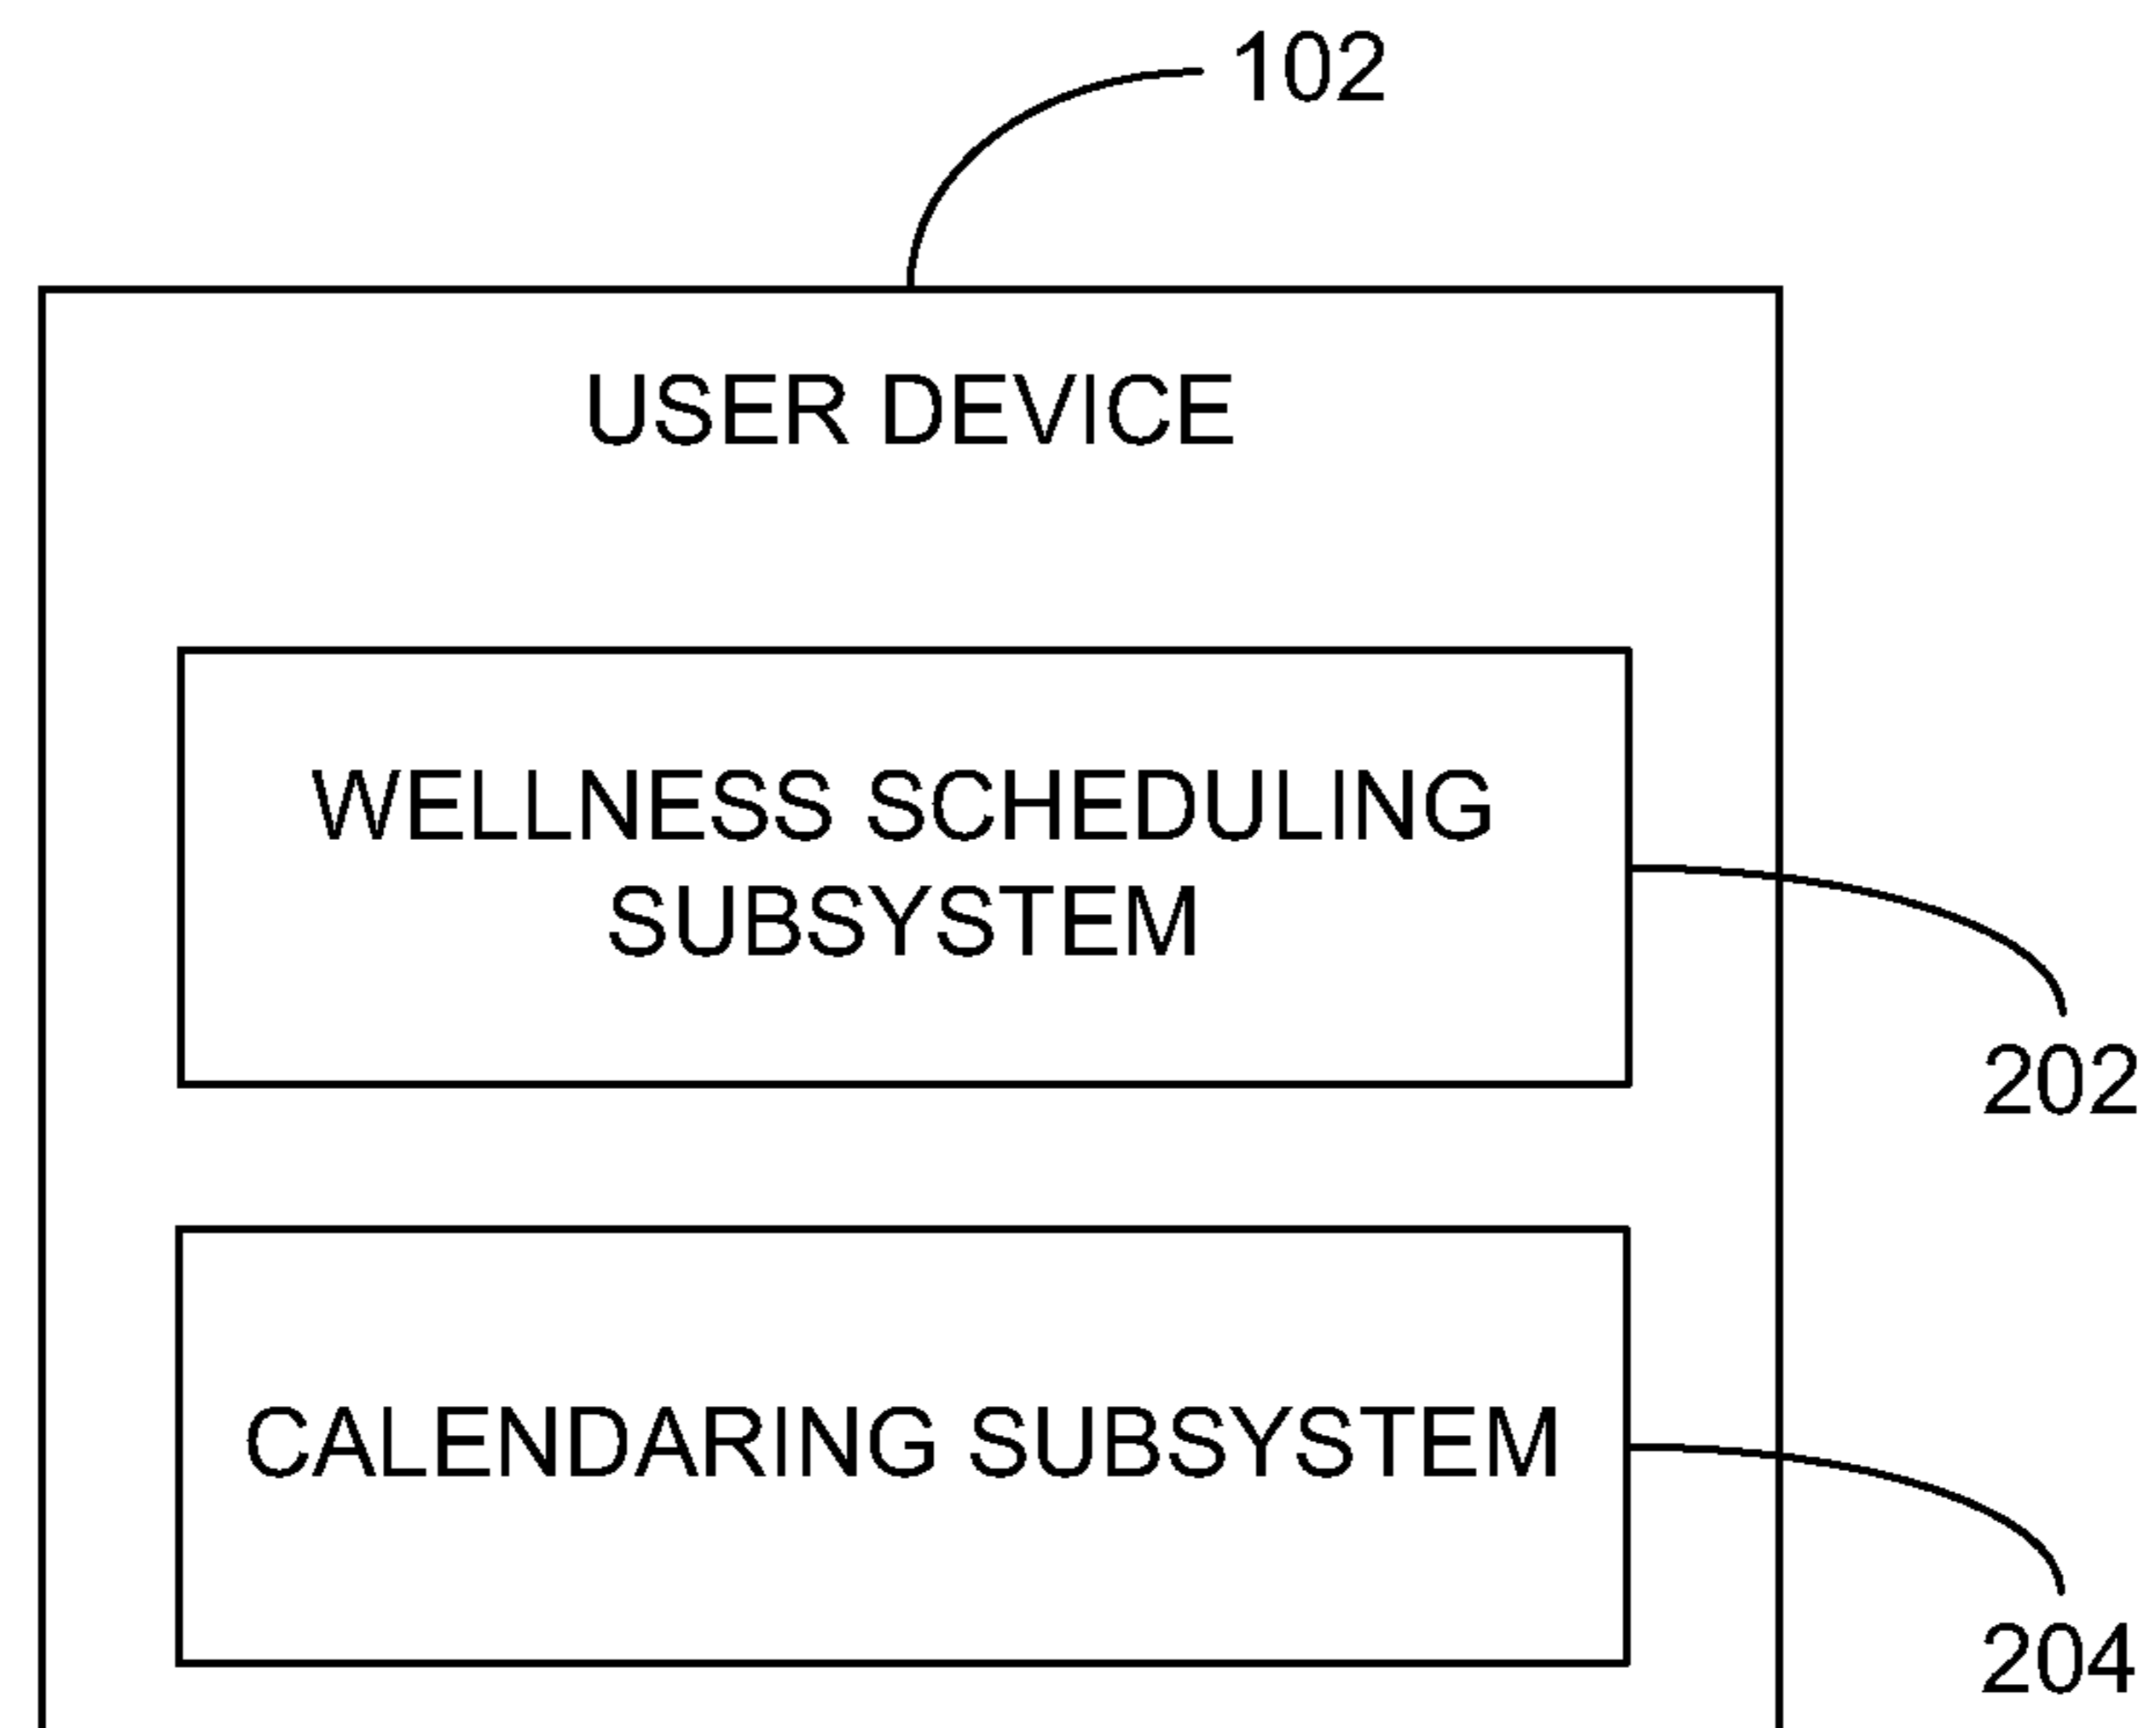 102
USER DEVICE
WELLNESS SCHEDULING
SUBSYSTEM
202
CALENDARING SUBSYSTEM
204